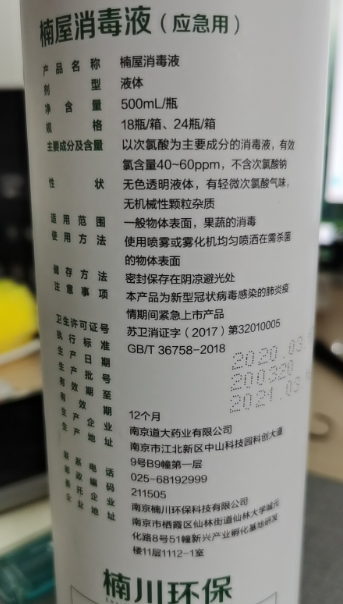 楠屋消毒液（应急用）
产品名称 楠屋消毒液
剂型 液体
净含量 500mL/瓶
规格 18瓶/箱、24瓶/箱
主要成分及含量 以次氯酸为主要成分的消毒液，有效
氯含量40~60ppm，不含次氯酸钠
性状 无色透明液体，有轻微次氯酸气味，
无机械性颗粒杂质
适用范围 一般物体表面，果蔬的消毒
使用方法 使用喷雾或雾化机均匀喷洒在需杀菌
的物体表面
储存方法 密封保存在阴凉避光处
注意事项 本产品为新型冠状病毒感染的肺炎疫
情期间紧急上市产品
卫生许可证号 苏卫消证字（2017）第32010005
执行标准 GB/T 36758-2018
生产日期 2020.03
生产批号 200320
有效期至 2021.03
有效期 12个月
生产企业 南京道大药业有限公司
生产地址 南京市江北新区中山科技园科创大道
9号B9幢第一层
联系电话 025-68192999
邮政编码 211505
委托企业 南京楠川环保科技有限公司
企业地址 南京市栖霞区仙林街道仙林大学城元
化路8号51幢新兴产业孵化基地研发
楼11层1112-1室
楠川环保